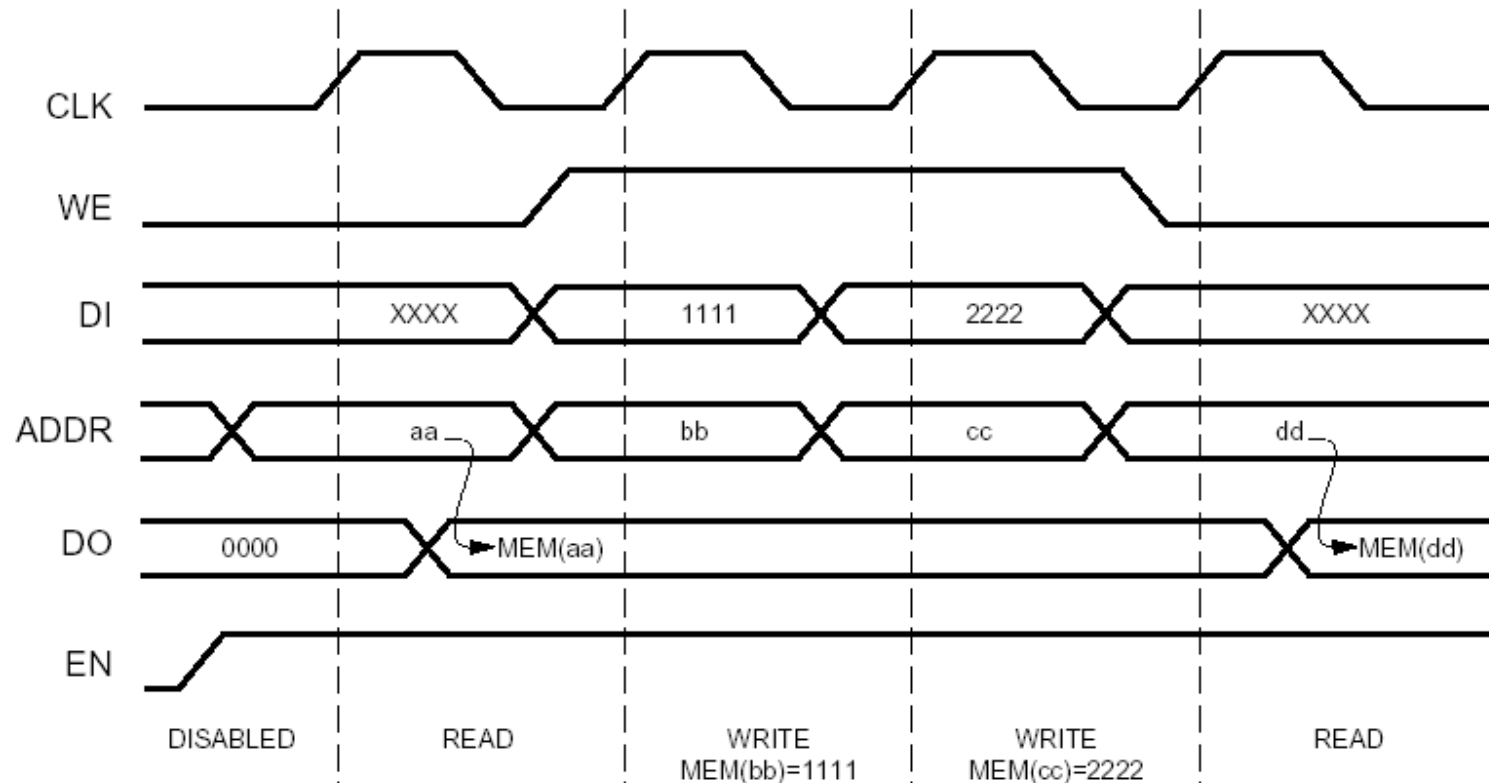 CLK
WE
DI XXXX 1111 2222 XXXX
ADDR aa bb cc dd
DO 0000 MEM(aa) MEM(dd)
EN
DISABLED READ WRITE WRITE READ
MEM(bb)=1111 MEM(cc)=2222